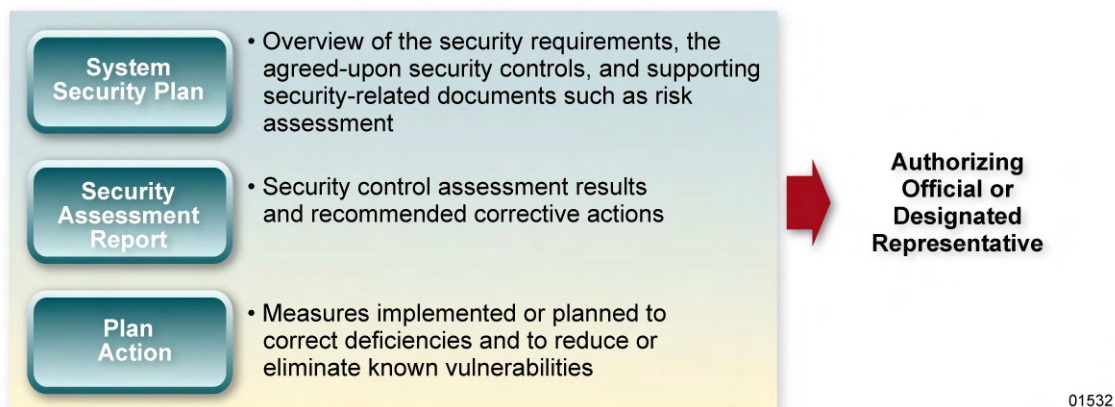 System
Security Plan
• Overview of the security requirements, the
agreed-upon security controls, and supporting
security-related documents such as risk
assessment
Security
Assessment
Report
• Security control assessment results
and recommended corrective actions
Plan
Action
• Measures implemented or planned to
correct deficiencies and to reduce or
eliminate known vulnerabilities
Authorizing
Official or
Designated
Representative
01532